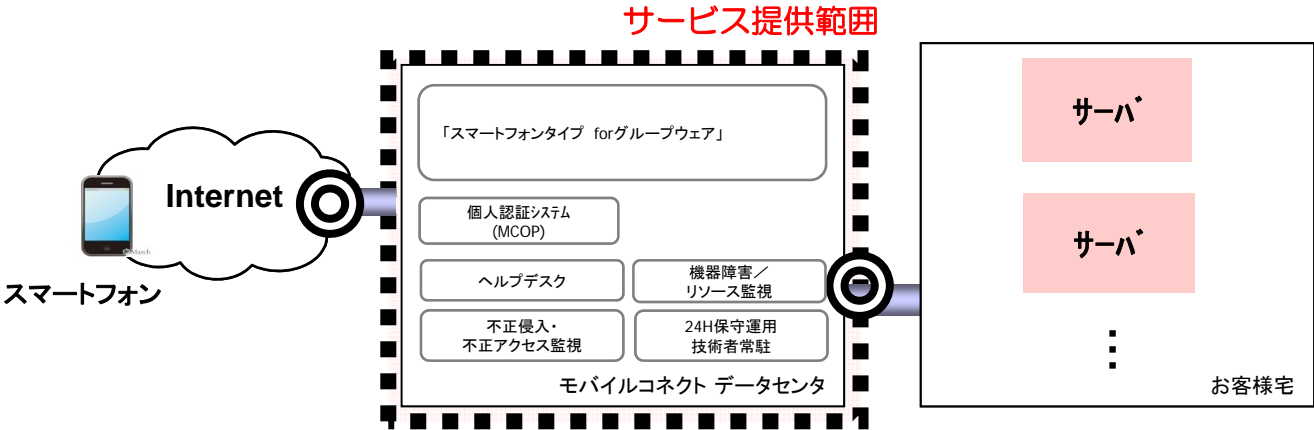 サービス提供範囲
「スマートフォンタイプ forグループウェア」
Internet
個人認証システム
(MCOP)
スマートフォン
ヘルプデスク
機器障害／
リソース監視
不正侵入・
不正アクセス監視
24H保守運用
技術者常駐
モバイルコネクト データセンタ
サーバ
サーバ
⋮
お客様宅